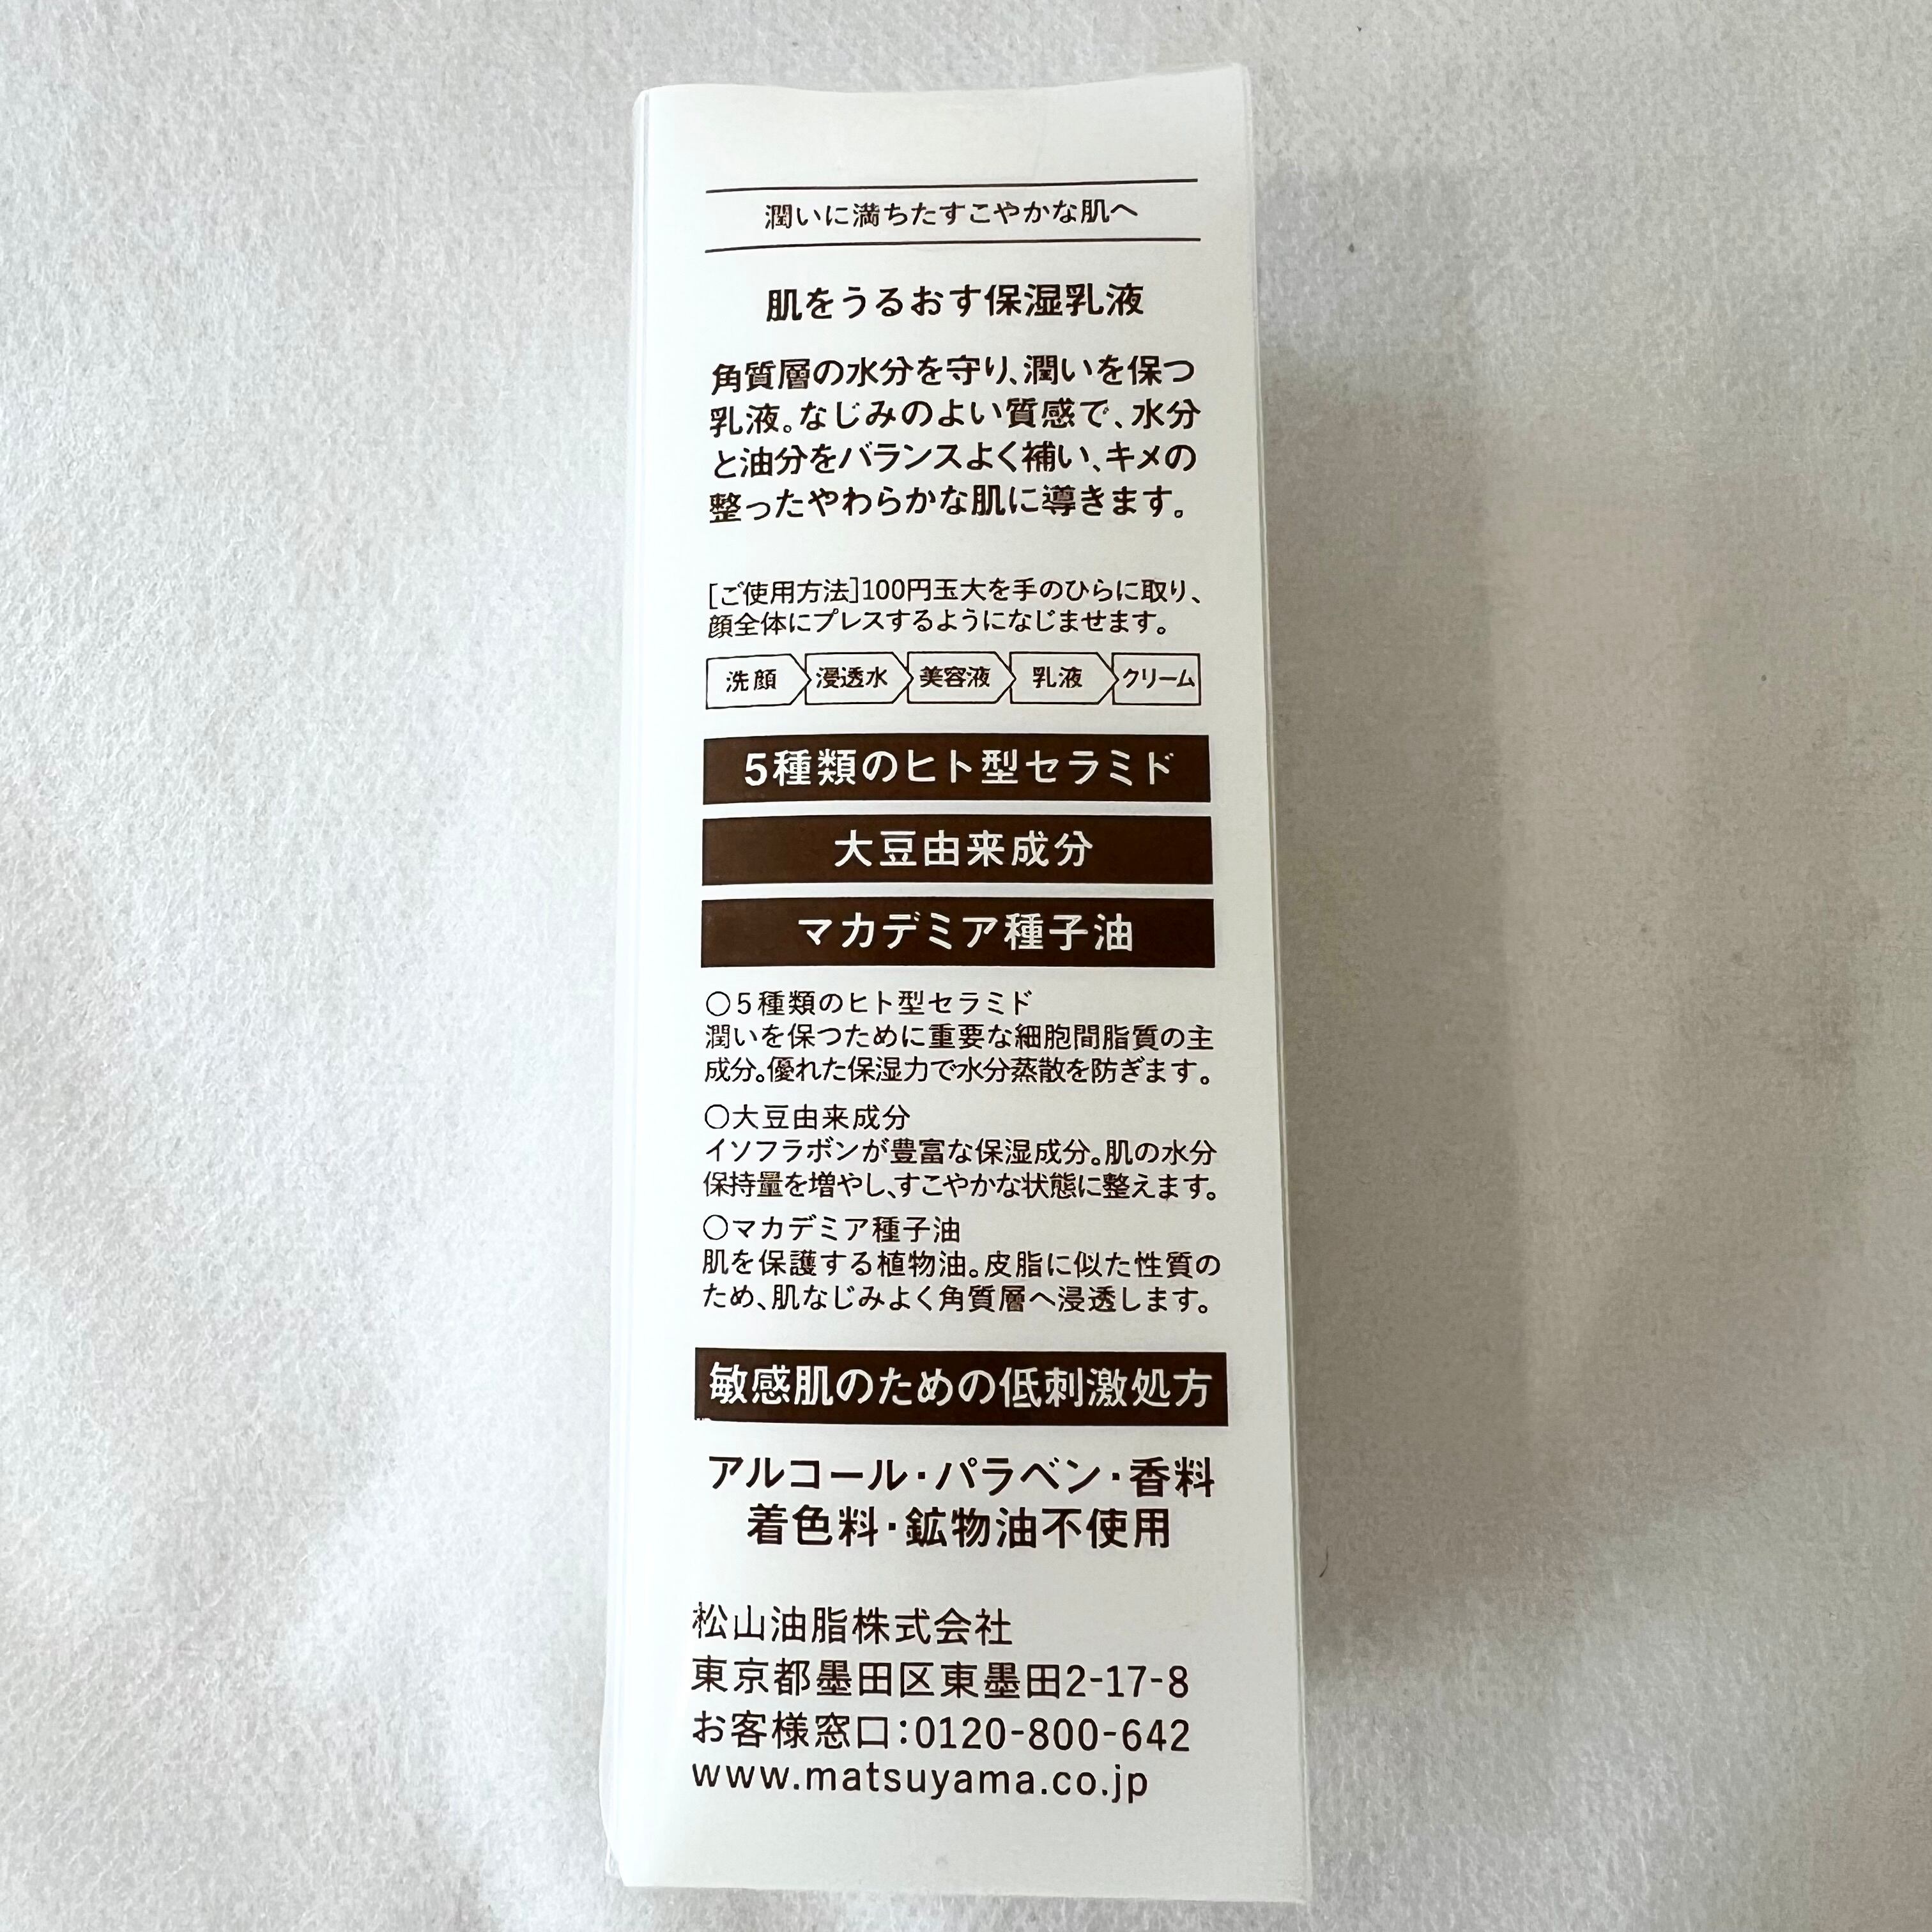 潤いに満ちたすこやかな肌へ
肌をうるおす保湿乳液
角質層の水分を守り、潤いを保つ
乳液。なじみのよい質感で、水分
と油分をバランスよく補い、キメの
整ったやわらかな肌に導きます。
[ご使用方法]100円玉大を手のひらに取り、
顔全体にプレスするようになじませます。
洗顔 浸透水 美容液 乳液 クリーム
5種類のヒト型セラミド
大豆由来成分
マカデミア種子油
○5種類のヒト型セラミド
潤いを保つために重要な細胞間脂質の主
成分。優れた保湿力で水分蒸散を防ぎます。
○大豆由来成分
イソフラボンが豊富な保湿成分。肌の水分
保持量を増やし、すこやかな状態に整えます。
○マカデミア種子油
肌を保護する植物油。皮脂に似た性質の
ため、肌なじみよく角質層へ浸透します。
敏感肌のための低刺激処方
アルコール・パラベン・香料
着色料・鉱物油不使用
松山油脂株式会社
東京都墨田区東墨田2-17-8
お客様窓口:0120-800-642
www.matsuyama.co.jp